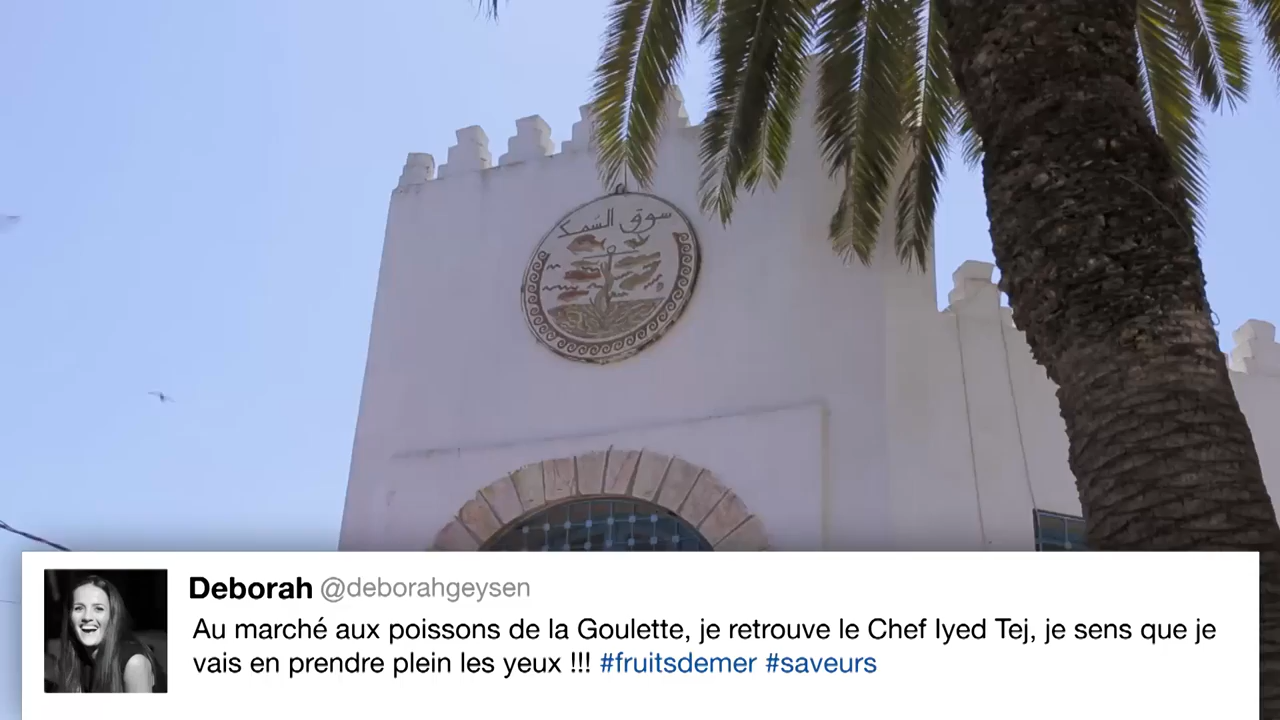 سوق السمك
Deborah @deborahgeysen
Au marché aux poissons de la Goulette, je retrouve le Chef Iyed Tej, je sens que je
vais en prendre plein les yeux !!! #fruitsdemer #saveurs